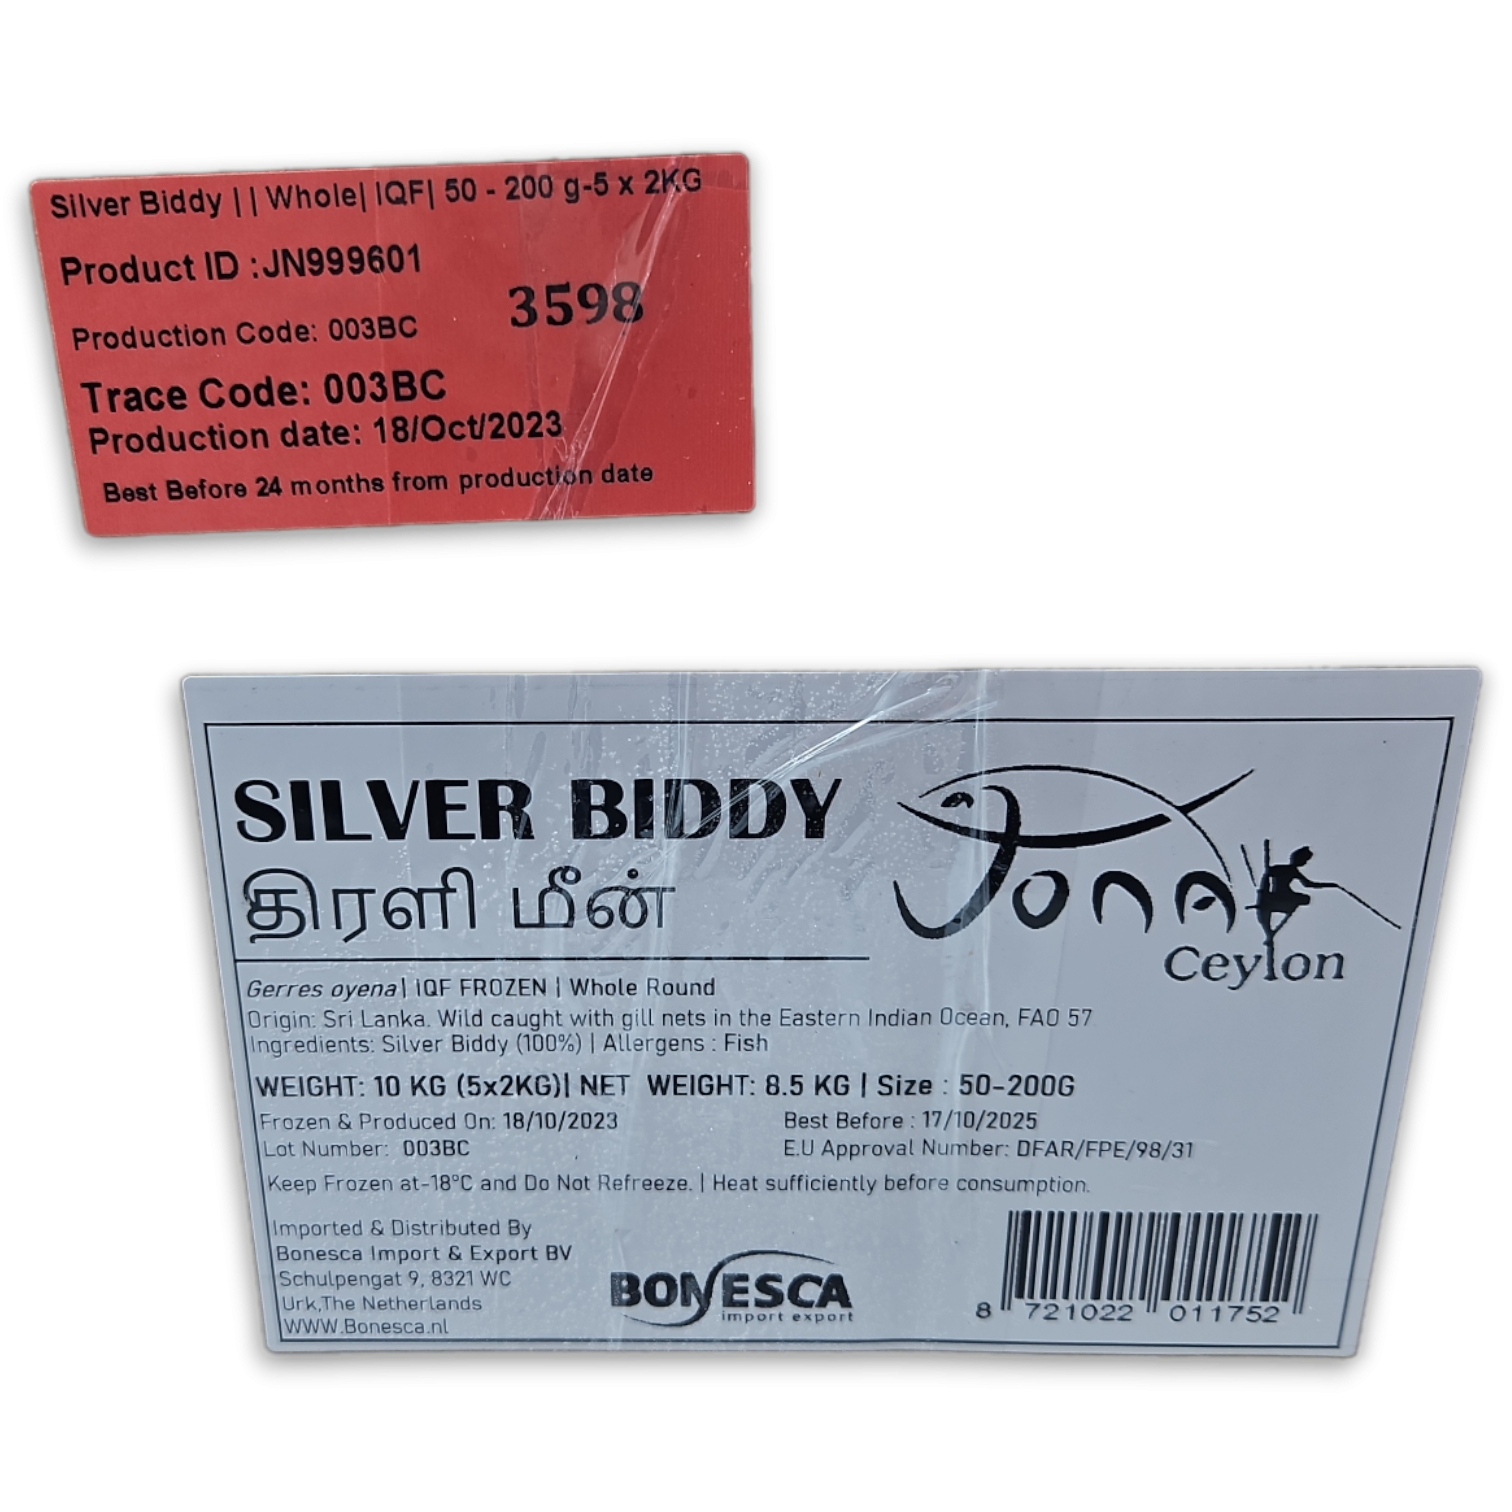 Silver Biddy | | Whole| IQF| 50 - 200 g-5 x 2KG
Product ID :JN999601
3598
Production Code: 003BC
Trace Code: 003BC
Production date: 18/Oct/2023
Best Before 24 months from production date
SILVER BIDDY
திரளி மீன்
Jona
Ceylon
Gerres oyena| IQF FROZEN | Whole Round
Origin: Sri Lanka. Wild caught with gill nets in the Eastern Indian Ocean, FAO 57
Ingredients: Silver Biddy (100%) | Allergens : Fish
WEIGHT: 10 KG (5x2KG)| NET WEIGHT: 8.5 KG | Size : 50-200G
Frozen & Produced On: 18/10/2023 Best Before : 17/10/2025
Lot Number: 003BC E.U Approval Number: DFAR/FPE/98/31
Keep Frozen at-18°C and Do Not Refreeze. | Heat sufficiently before consumption.
Imported & Distributed By
Bonesca Import & Export BV
Schulpengat 9, 8321 WC
Urk,The Netherlands
WWW.Bonesca.nl
BONESCA
import export
8 721022 011752